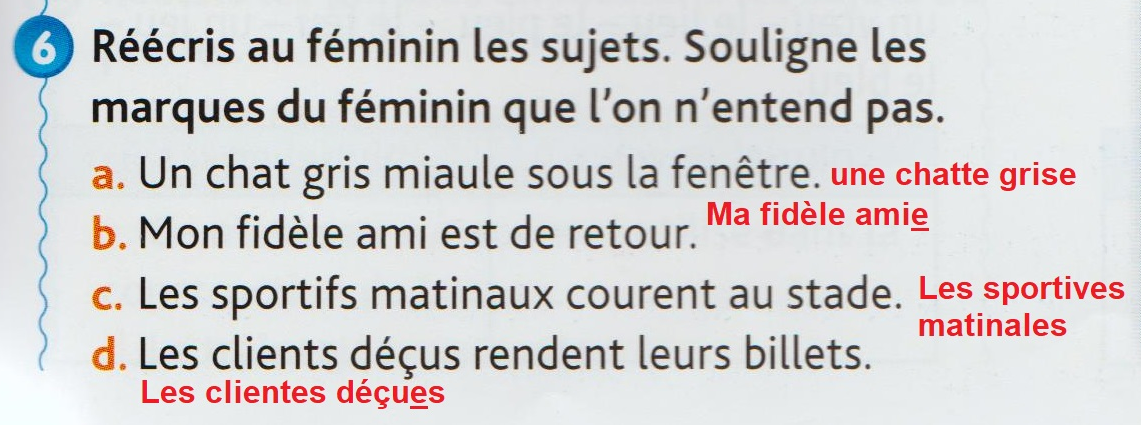 6 Réécris au féminin les sujets. Souligne les
marques du féminin que l'on n'entend pas.
a. Un chat gris miaule sous la fenêtre. une chatte grise
b. Mon fidèle ami est de retour. Ma fidèle amie
c. Les sportifs matinaux courent au stade. Les sportives
matinales
d. Les clients déçus rendent leurs billets.
Les clientes déçues